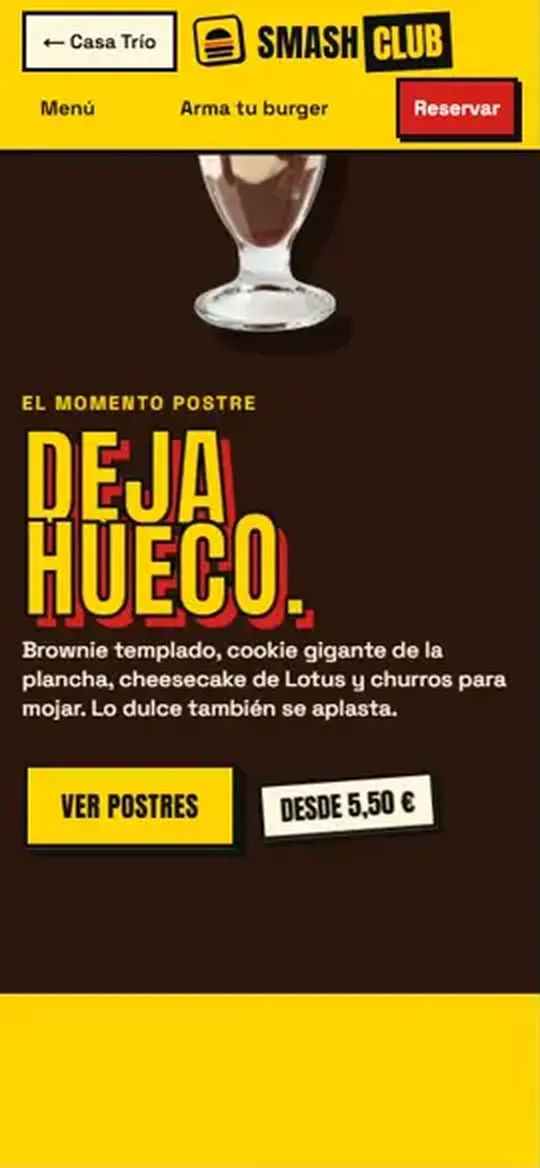 ← Casa Trío
SMASH CLUB
Menú
Arma tu burger
Reservar
EL MOMENTO POSTRE
DEJA
HUECO.
Brownie templado, cookie gigante de la
plancha, cheesecake de Lotus y churros para
mojar. Lo dulce también se aplasta.
VER POSTRES
DESDE 5,50 €